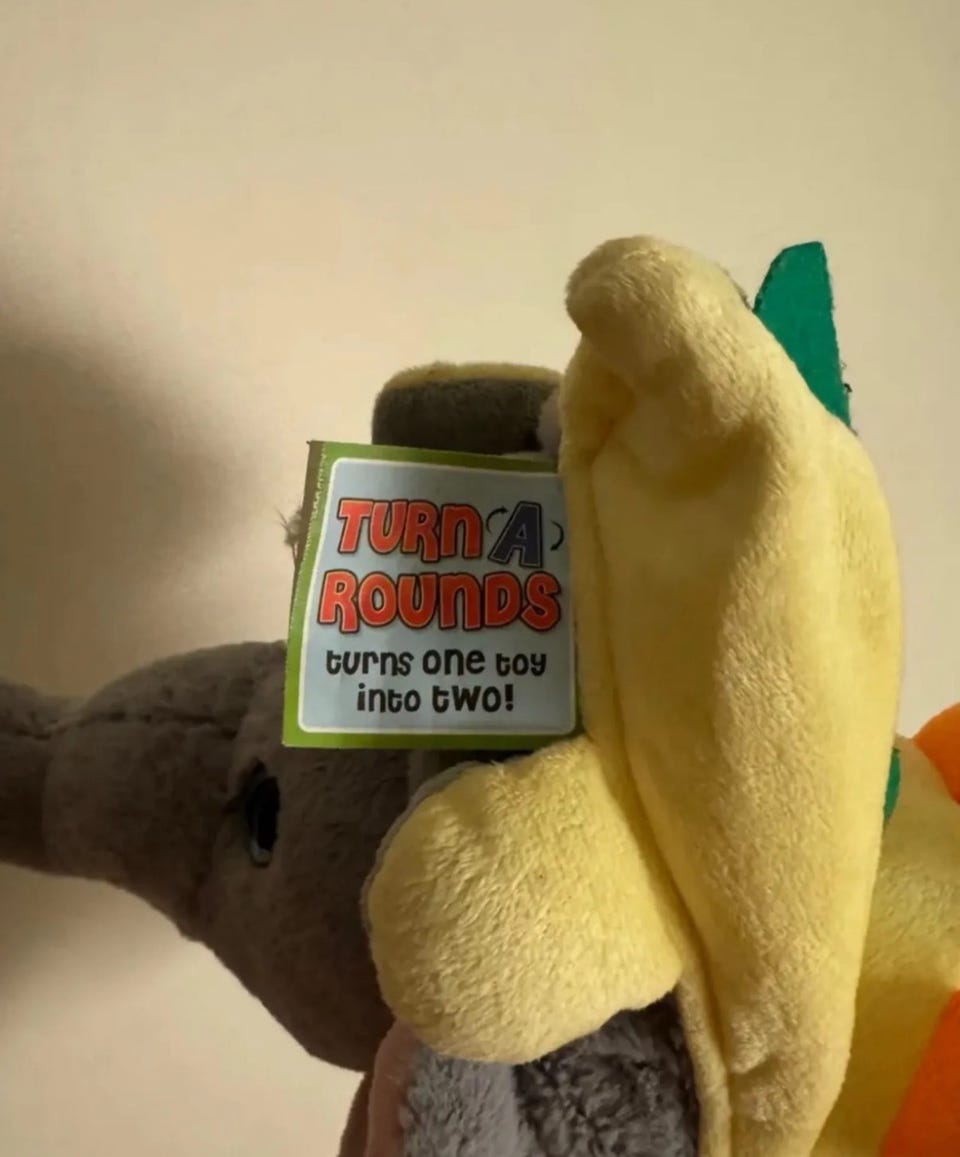 TURN A
ROUNDS
turns one toy
into two!